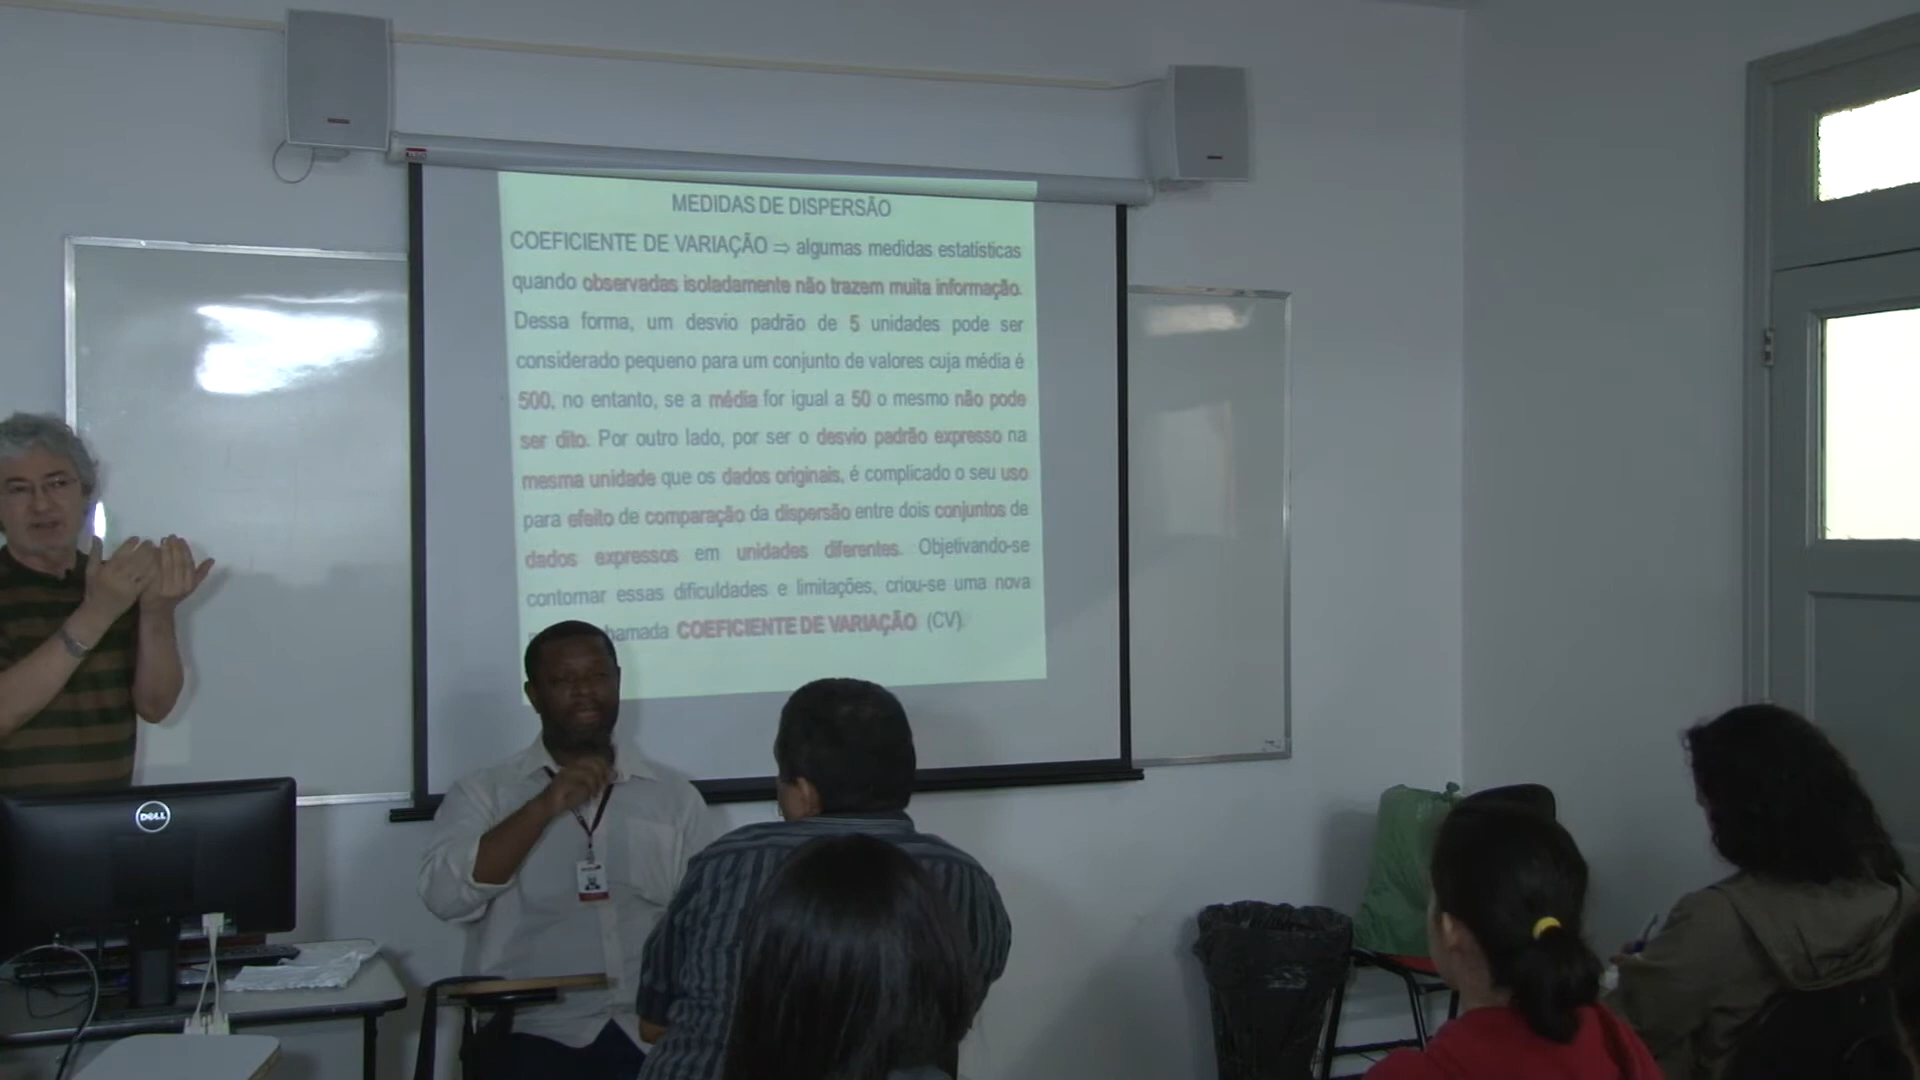 MEDIDAS DE DISPERSÃO
COEFICIENTE DE VARIAÇÃO ⇒ algumas medidas estatísticas
quando observadas isoladamente não trazem muita informação.
Dessa forma, um desvio padrão de 5 unidades pode ser
considerado pequeno para um conjunto de valores cuja média é
500, no entanto, se a média for igual a 50 o mesmo não pode
ser dito. Por outro lado, por ser o desvio padrão expresso na
mesma unidade que os dados originais, é complicado o seu uso
para efeito de comparação da dispersão entre dois conjuntos de
dados expressos em unidades diferentes. Objetivando-se
contornar essas dificuldades e limitações, criou-se uma nova
hamada COEFICIENTE DE VARIAÇÃO (CV).
DELL